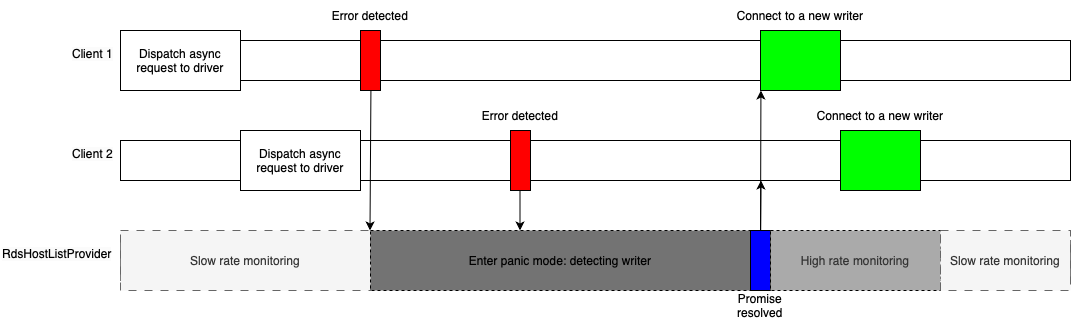 Error detected
Connect to a new writer
Client 1
Dispatch async
request to driver
Error detected
Connect to a new writer
Client 2
Dispatch async
request to driver
RdsHostListProvider
Slow rate monitoring
Enter panic mode: detecting writer
High rate monitoring
Slow rate monitoring
Promise
resolved